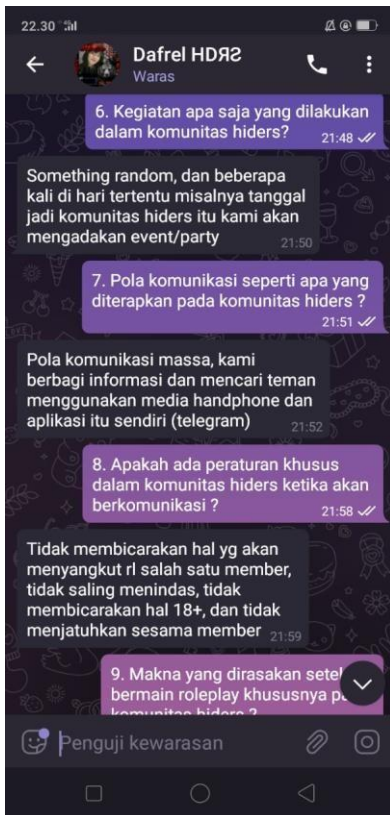 22.30
Dafrel HDЯƧ
Waras
6. Kegiatan apa saja yang dilakukan
dalam komunitas hiders?
21:48
Something random, dan beberapa
kali di hari tertentu misalnya tanggal
jadi komunitas hiders itu kami akan
mengadakan event/party
21:50
7. Pola komunikasi seperti apa yang
diterapkan pada komunitas hiders ?
21:51
Pola komunikasi massa, kami
berbagi informasi dan mencari teman
menggunakan media handphone dan
aplikasi itu sendiri (telegram)
21:52
8. Apakah ada peraturan khusus
dalam komunitas hiders ketika akan
berkomunikasi ?
21:58
Tidak membicarakan hal yg akan
menyangkut rl salah satu member,
tidak saling menindas, tidak
membicarakan hal 18+, dan tidak
menjatuhkan sesama member
21:59
9. Makna yang dirasakan
bermain roleplay khususnya
komunitas hiders ?
Penguji kewarasan